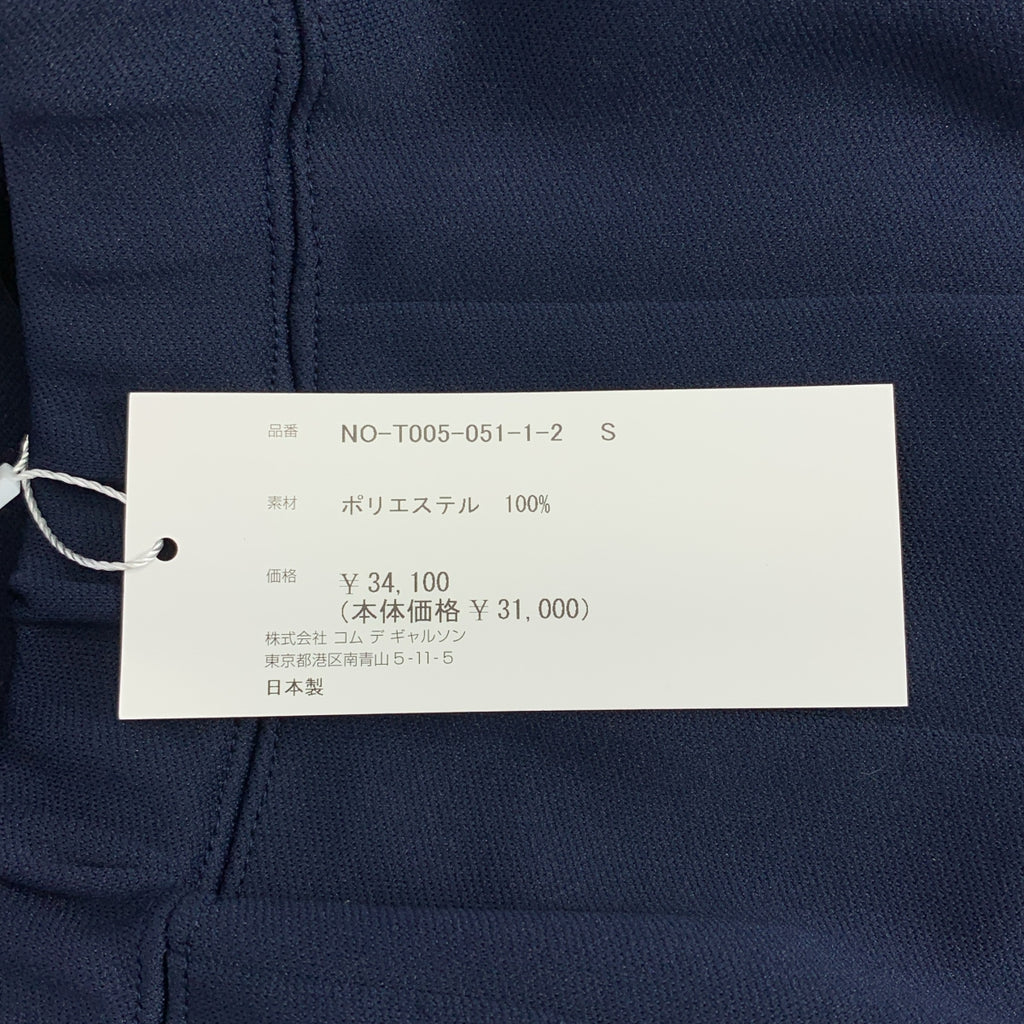 品番 NO-T005-051-1-2 S
素材 ポリエステル 100%
価格 ¥ 34,100
(本体価格 ¥ 31,000)
株式会社 コム デ ギャルソン
東京都港区南青山5-11-5
日本製